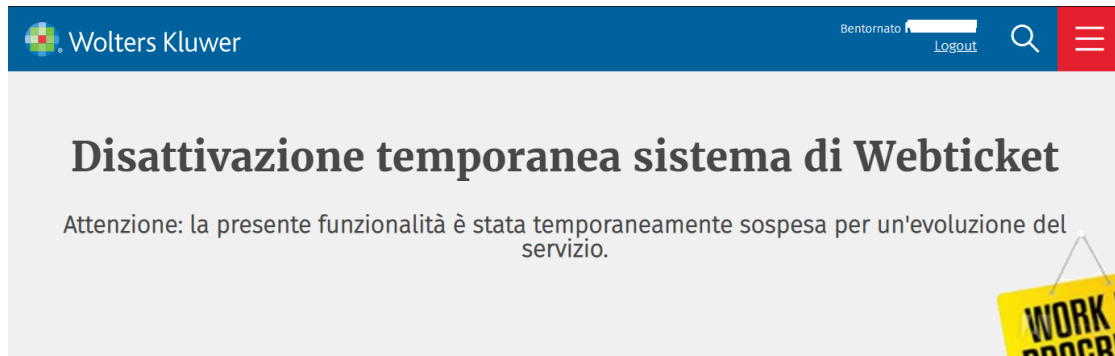 Wolters Kluwer
Bentornato
Logout
Disattivazione temporanea sistema di Webticket
Attenzione: la presente funzionalità è stata temporaneamente sospesa per un'evoluzione del
servizio.
WORK